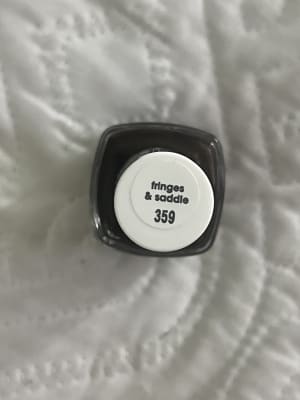 fringes
& saddle
359